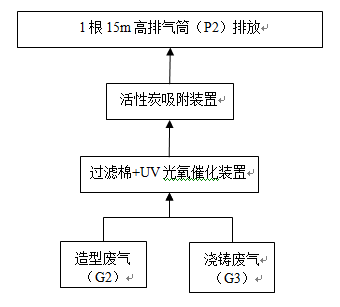 1根15m高排气筒（P2）排放
活性炭吸附装置
过滤棉+UV光氧催化装置
造型废气
（G2）
浇铸废气
（G3）